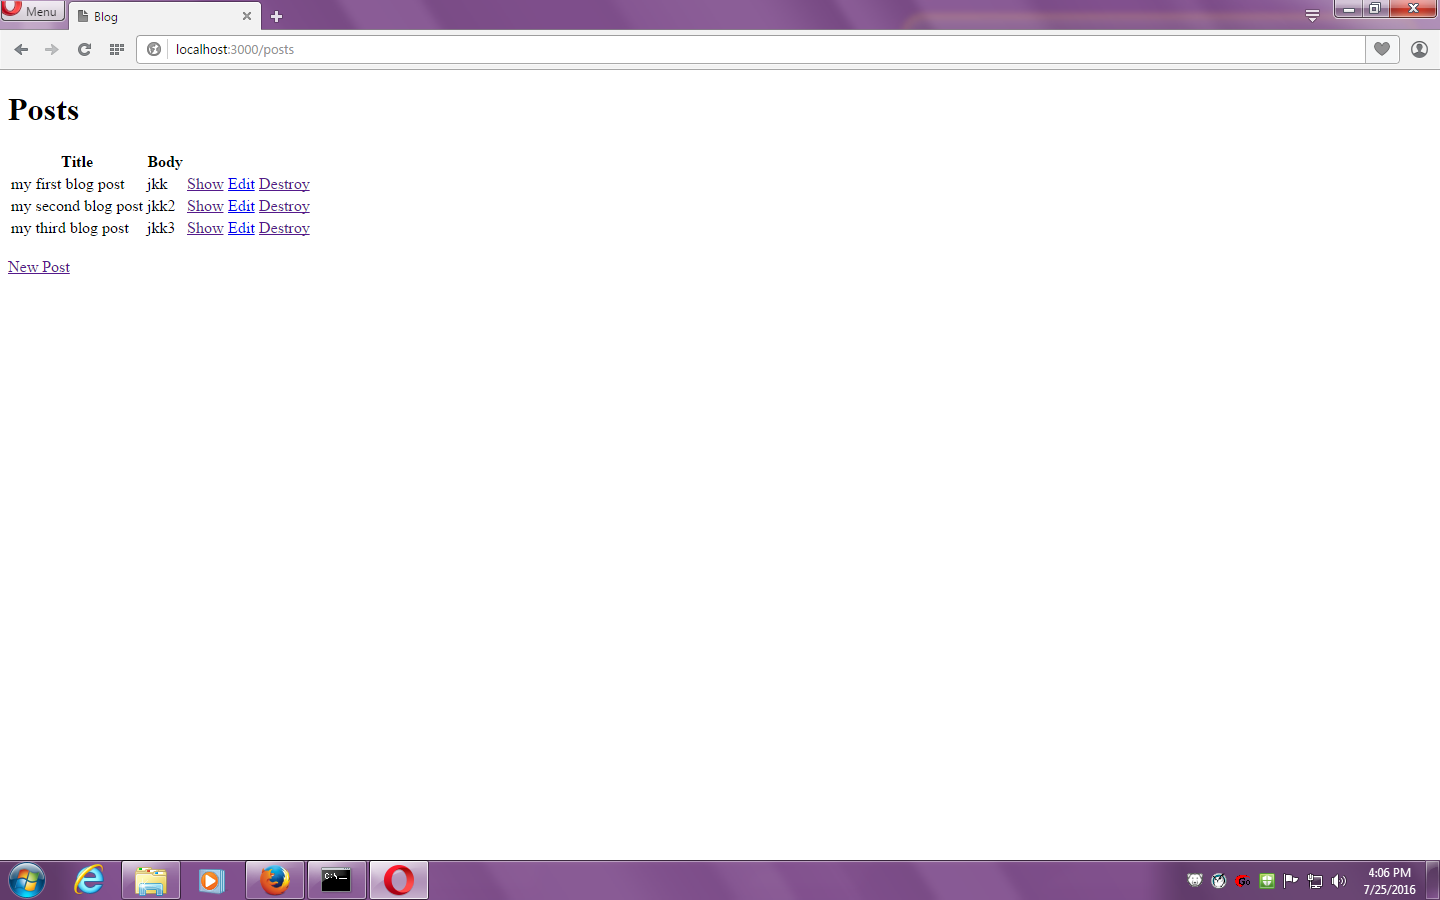 Menu
Blog
localhost:3000/posts
Posts
Title Body
my first blog post jkk Show Edit Destroy
my second blog post jkk2 Show Edit Destroy
my third blog post jkk3 Show Edit Destroy
New Post
C:\_
Go
4:06 PM
7/25/2016